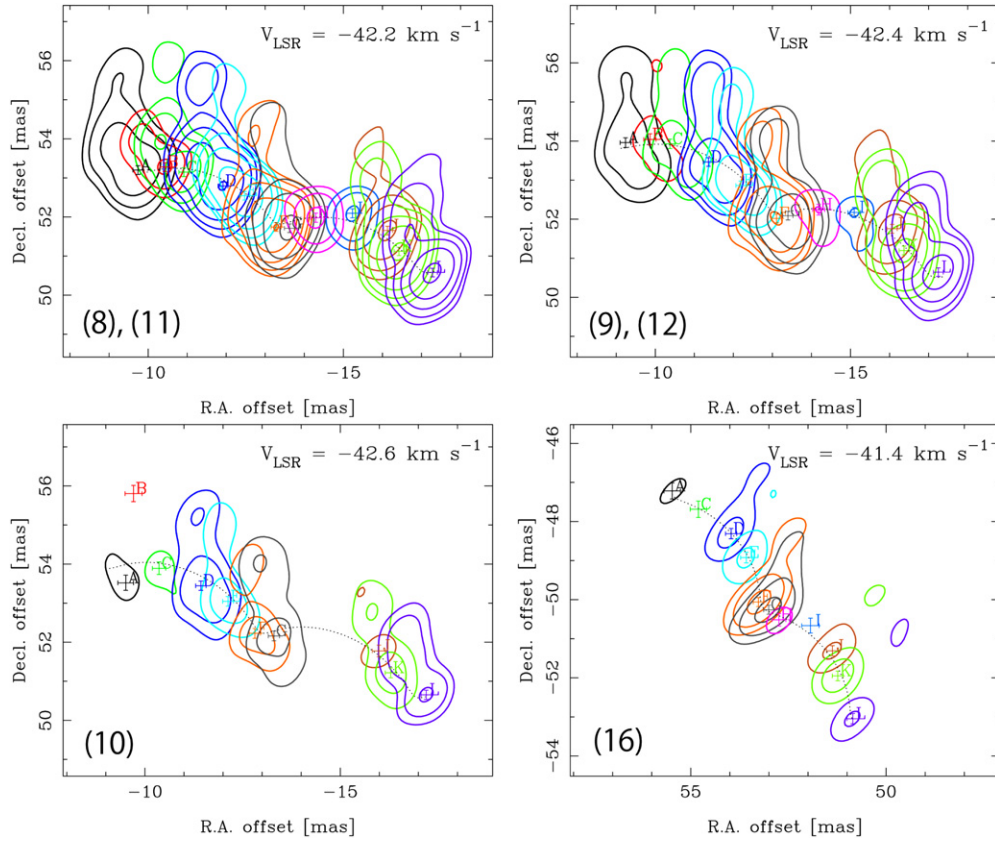 V_LSR = −42.2 km s^−1
56
54
52
50
Decl. offset [mas]
A
D
L
(8), (11)
−10
−15
R.A. offset [mas]
V_LSR = −42.4 km s^−1
56
54
52
50
Decl. offset [mas]
A
B
C
D
L
(9), (12)
−10
−15
R.A. offset [mas]
V_LSR = −42.6 km s^−1
56
54
52
50
Decl. offset [mas]
B
A
C
D
G
K
L
(10)
−10
−15
R.A. offset [mas]
V_LSR = −41.4 km s^−1
−46
−48
−50
−52
−54
Decl. offset [mas]
A
C
D
I
K
L
(16)
55
50
R.A. offset [mas]